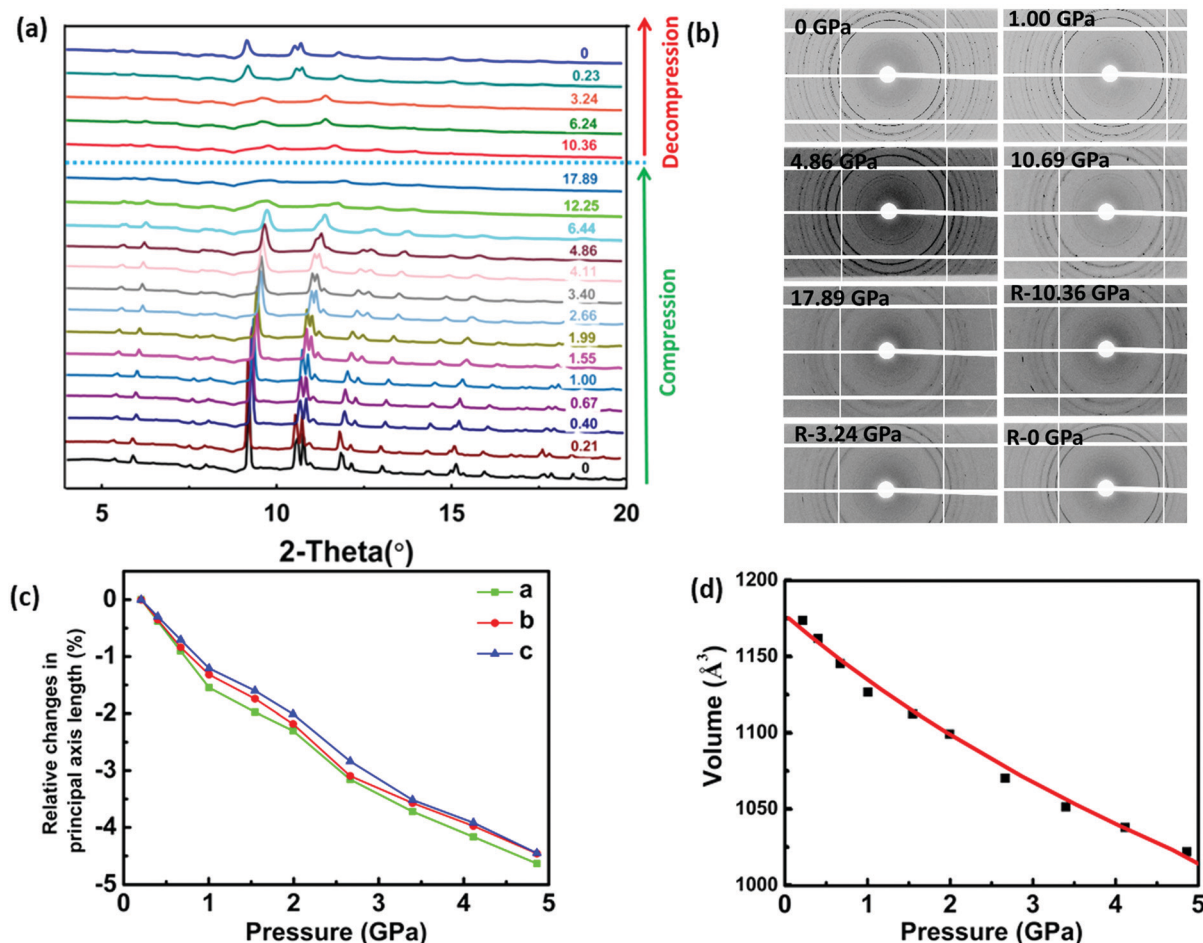 (a)
0
0.23
3.24
6.24
10.36
17.89
12.25
6.44
4.86
4.11
3.40
2.66
1.99
1.55
1.00
0.67
0.40
0.21
0
Decompression
Compression
5 10 15 20
2-Theta(°)
(b)
0 GPa 1.00 GPa
4.86 GPa 10.69 GPa
17.89 GPa R-10.36 GPa
R-3.24 GPa R-0 GPa
(c)
Relative changes in
principal axis length (%)
0
-1
-2
-3
-4
-5
a
b
c
0 1 2 3 4 5
Pressure (GPa)
(d)
Volume (Å³)
1200
1150
1100
1050
1000
0 1 2 3 4 5
Pressure (GPa)